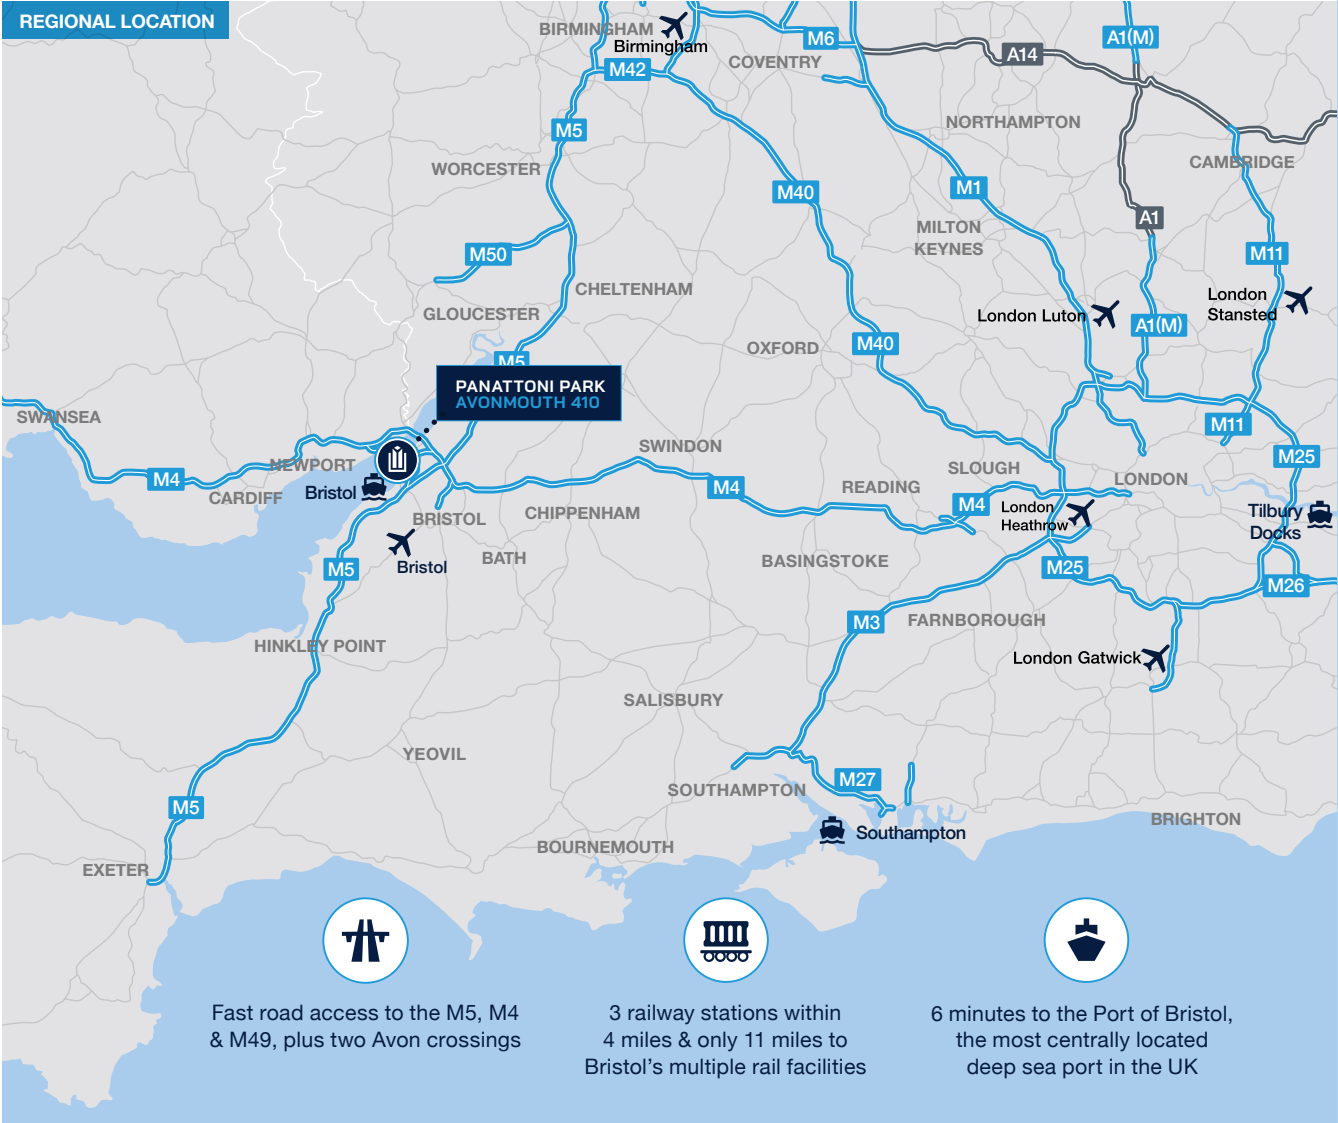 REGIONAL LOCATION
BIRMINGHAM
Birmingham
M6
A1(M)
A14
COVENTRY
M42
M5
NORTHAMPTON
WORCESTER
CAMBRIDGE
M40
M1
A1
MILTON
KEYNES
M50
M11
CHELTENHAM
London
Stansted
GLOUCESTER
London Luton
A1(M)
OXFORD
M40
M5
PANATTONI PARK
AVONMOUTH 410
SWANSEA
M11
SWINDON
M25
NEWPORT
SLOUGH
M4
CARDIFF
Bristol
M4
READING
M4
LONDON
London
Heathrow
Tilbury
Docks
BRISTOL
CHIPPENHAM
BATH
BASINGSTOKE
Bristol
M5
M25
M26
M3
FARNBOROUGH
HINKLEY POINT
London Gatwick
SALISBURY
YEOVIL
M27
SOUTHAMPTON
M5
BRIGHTON
Southampton
BOURNEMOUTH
EXETER
Fast road access to the M5, M4
& M49, plus two Avon crossings
3 railway stations within
4 miles & only 11 miles to
Bristol's multiple rail facilities
6 minutes to the Port of Bristol,
the most centrally located
deep sea port in the UK